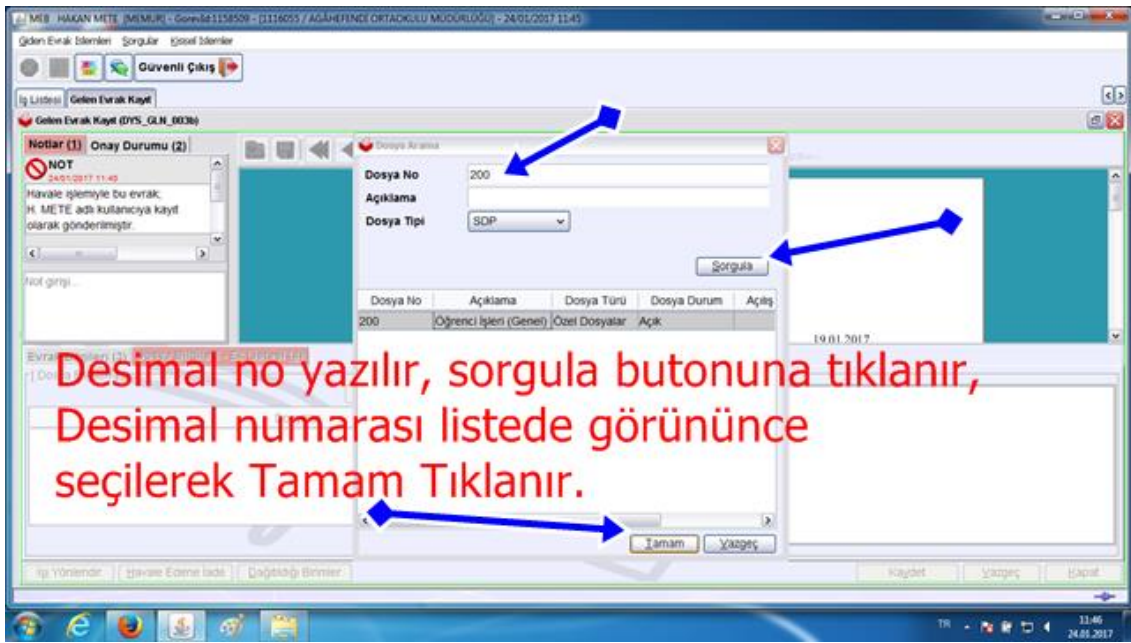 MEB HAKAN METE [MEMUR] - GorevId:1158509 - [1116055 / AGÂHEFENDİ ORTAOKULU MÜDÜRLÜĞÜ] - 24/01/2017 11:45
Giden Evrak İşlemleri Sorgular Kişisel İşlemler
Güvenli Çıkış
İş Listesi Gelen Evrak Kayıt
Gelen Evrak Kayıt (DYS_GLN_003b)
Notlar (1) Onay Durumu (2)
NOT
24/01/2017 11:45
Havale işlemiyle bu evrak,
H. METE adlı kullanıcıya kayıt
olarak gönderilmiştir.
Not girişi...
Dosya Arama
Dosya No 200
Açıklama
Dosya Tipi SDP
Sorgula
Dosya No Açıklama Dosya Türü Dosya Durum Açılış
200 Öğrenci İşleri (Genel) Özel Dosyalar Açık
19.01.2017
Desimal no yazılır, sorgula butonuna tıklanır,
Desimal numarası listede görününce
seçilerek Tamam Tıklanır.
Tamam Vazgeç
İşi Yönlendir Havale Edene İade Dağıtıldığı Birimler Kaydet Vazgeç Kapat
TR 11:46
24.01.2017